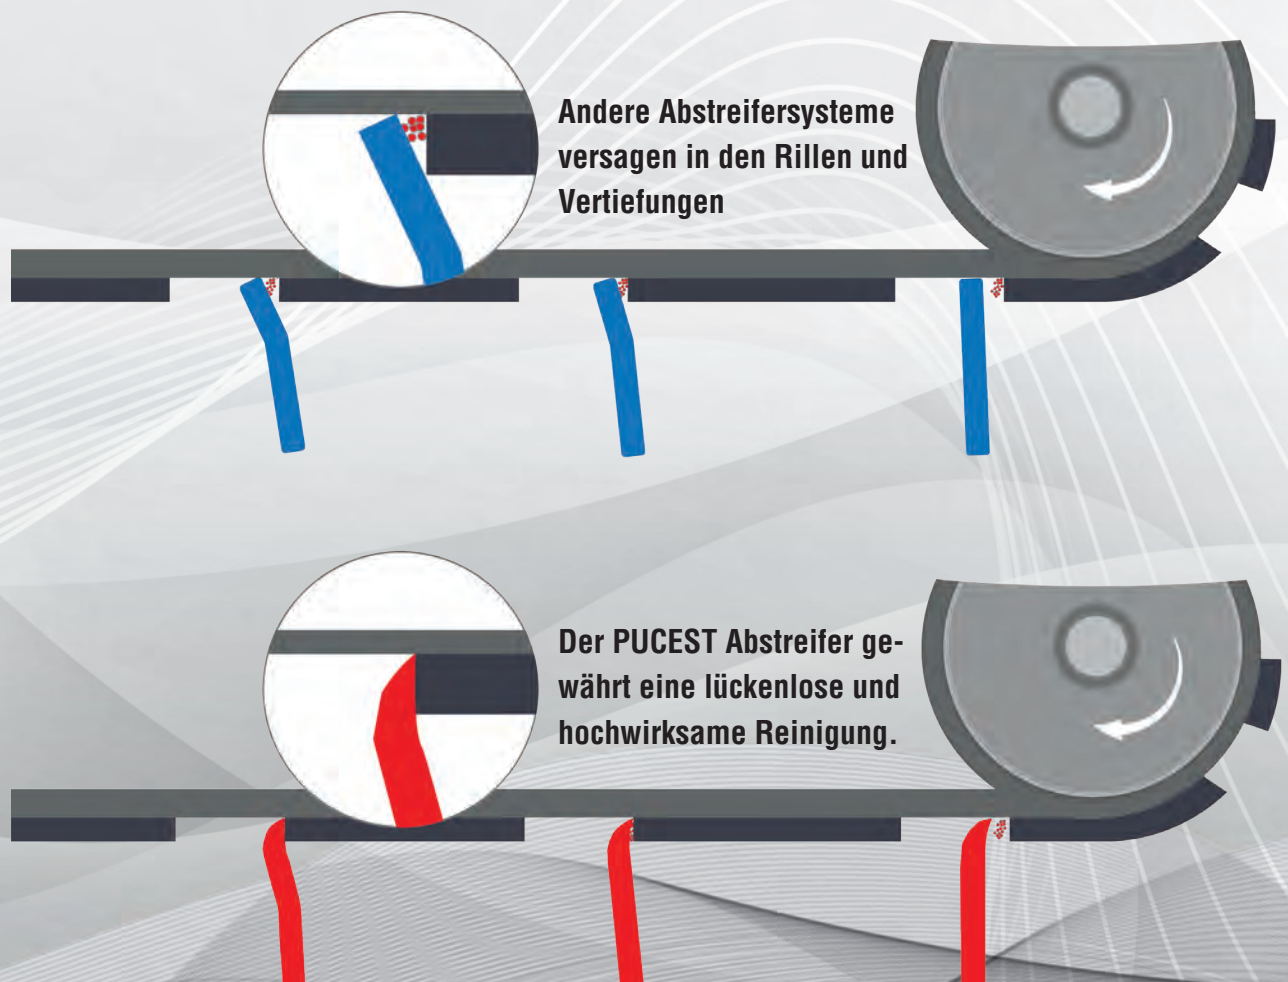 Andere Abstreifersysteme
versagen in den Rillen und
Vertiefungen
Der PUCEST Abstreifer ge-
währt eine lückenlose und
hochwirksame Reinigung.